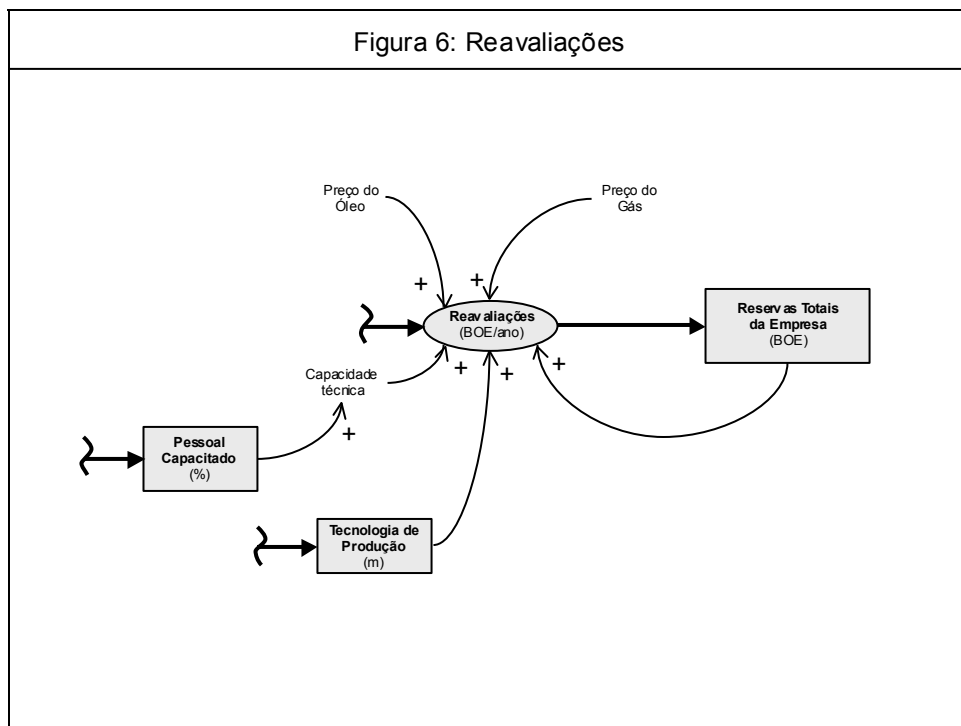 Figura 6: Reavaliações
Preço do
Óleo
Preço do
Gás
+
+
Reavaliações
(BOE/ano)
Reservas Totais
da Empresa
(BOE)
+
+
+
Capacidade
técnica
+
Pessoal
Capacitado
(%)
Tecnologia de
Produção
(m)